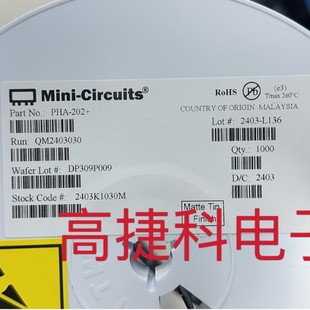 Mini-Circuits®
RoHS Pb (e3)
Tmax 260°C
COUNTRY OF ORIGIN: MALAYSIA
Part No.: PHA-202+
Lot #: 2403-L136
Run: QM2403030
Qty.: 1000
Wafer Lot #: DP309P009
D/C: 2403
Stock Code #: 2403K1030M
Matte Tin
Finish
高捷科电子